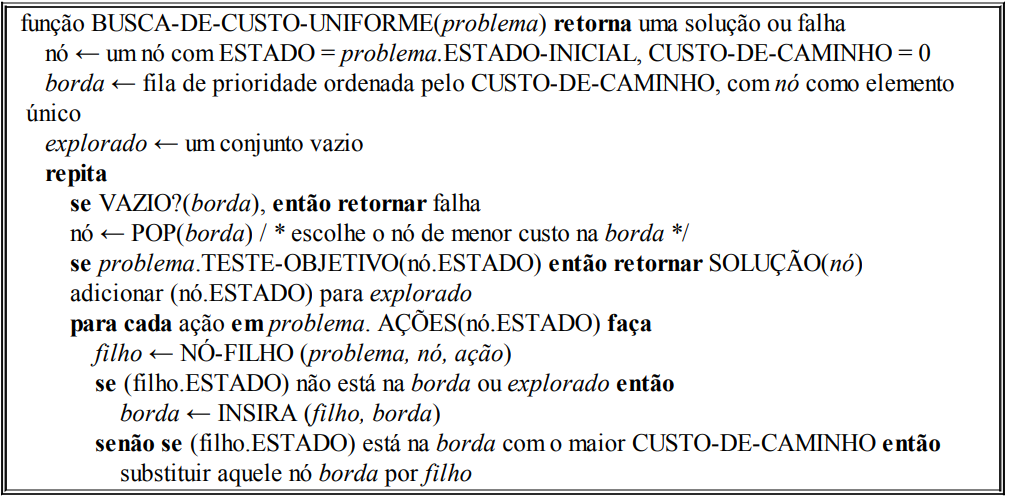 função BUSCA-DE-CUSTO-UNIFORME(problema) retorna uma solução ou falha
nó ← um nó com ESTADO = problema.ESTADO-INICIAL, CUSTO-DE-CAMINHO = 0
borda ← fila de prioridade ordenada pelo CUSTO-DE-CAMINHO, com nó como elemento
único
explorado ← um conjunto vazio
repita
se VAZIO?(borda), então retornar falha
nó ← POP(borda) / * escolhe o nó de menor custo na borda */
se problema.TESTE-OBJETIVO(nó.ESTADO) então retornar SOLUÇÃO(nó)
adicionar (nó.ESTADO) para explorado
para cada ação em problema. AÇÕES(nó.ESTADO) faça
filho ← NÓ-FILHO (problema, nó, ação)
se (filho.ESTADO) não está na borda ou explorado então
borda ← INSIRA (filho, borda)
senão se (filho.ESTADO) está na borda com o maior CUSTO-DE-CAMINHO então
substituir aquele nó borda por filho